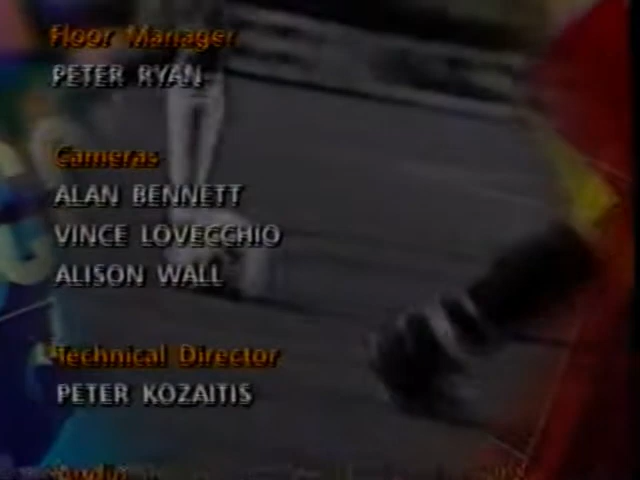 Floor Manager
PETER RYAN
Cameras
ALAN BENNETT
VINCE LOVECCHIO
ALISON WALL
Technical Director
PETER KOZAITIS